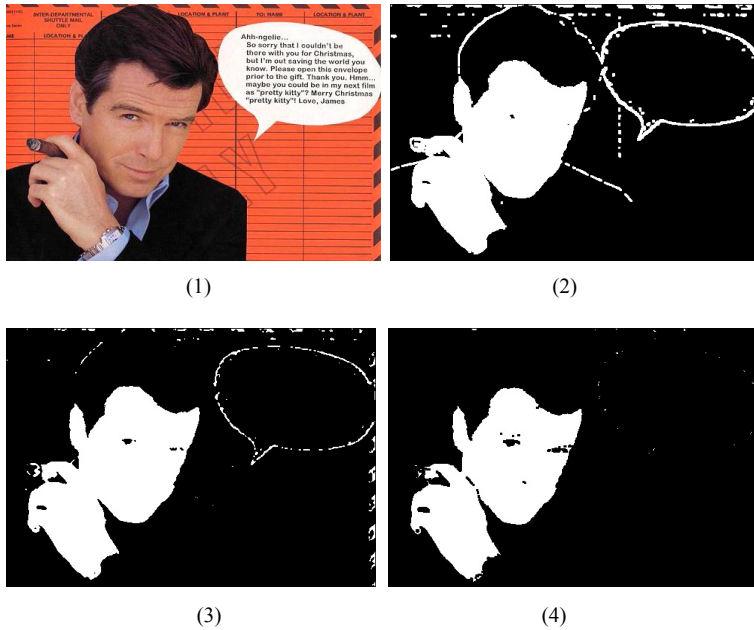 INTER-DEPARTMENTAL
SHUTTLE MAIL
ONLY
LOCATION & PLANT
TO: NAME
LOCATION & PLANT
LOCATION &
Ahh-ngelie...
So sorry that I couldn't be
there with you for Christmas,
but I'm out saving the world you
know. Please open this envelope
prior to the gift. Thank you. Hmm...
maybe you could be in my next film
as "pretty kitty"? Merry Christmas
"pretty kitty"! Love, James
LY
(1)
(2)
(3)
(4)